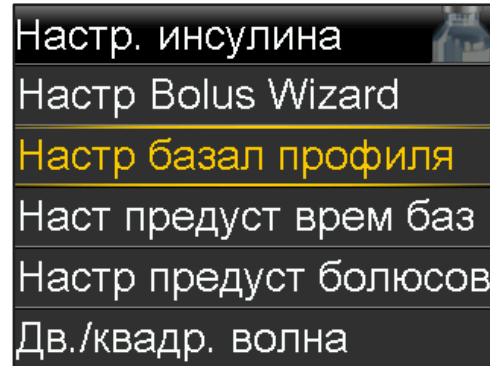 Настр. инсулина
Настр Bolus Wizard
Настр базал профиля
Наст предуст врем баз
Настр предуст болюсов
Дв./квадр. волна